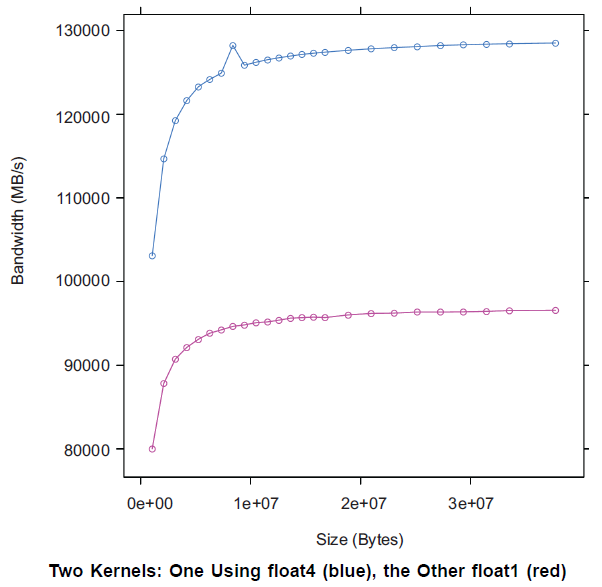 130000
120000
110000
100000
90000
80000
Bandwidth (MB/s)
0e+00 1e+07 2e+07 3e+07
Size (Bytes)
Two Kernels: One Using float4 (blue), the Other float1 (red)